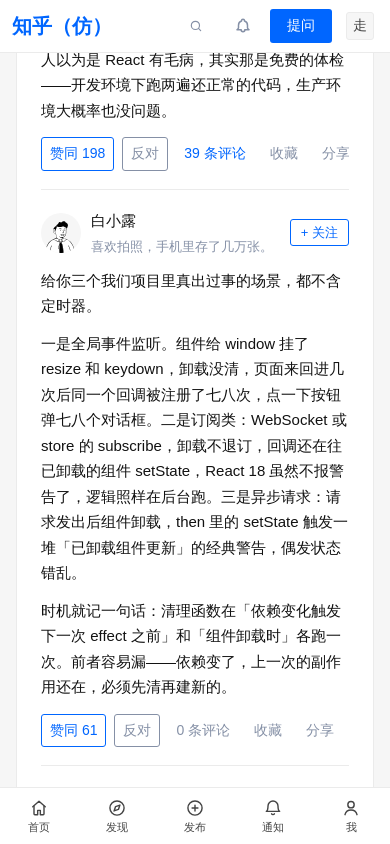 知乎（仿）
提问
走
人以为是 React 有毛病，其实那是免费的体检
——开发环境下跑两遍还正常的代码，生产环
境大概率也没问题。
赞同 198
反对
39 条评论
收藏
分享
白小露
喜欢拍照，手机里存了几万张。
+ 关注
给你三个我们项目里真出过事的场景，都不含
定时器。
一是全局事件监听。组件给 window 挂了
resize 和 keydown，卸载没清，页面来回进几
次后同一个回调被注册了七八次，点一下按钮
弹七八个对话框。二是订阅类：WebSocket 或
store 的 subscribe，卸载不退订，回调还在往
已卸载的组件 setState，React 18 虽然不报警
告了，逻辑照样在后台跑。三是异步请求：请
求发出后组件卸载，then 里的 setState 触发一
堆「已卸载组件更新」的经典警告，偶发状态
错乱。
时机就记一句话：清理函数在「依赖变化触发
下一次 effect 之前」和「组件卸载时」各跑一
次。前者容易漏——依赖变了，上一次的副作
用还在，必须先清再建新的。
赞同 61
反对
0 条评论
收藏
分享
首页
发现
发布
通知
我